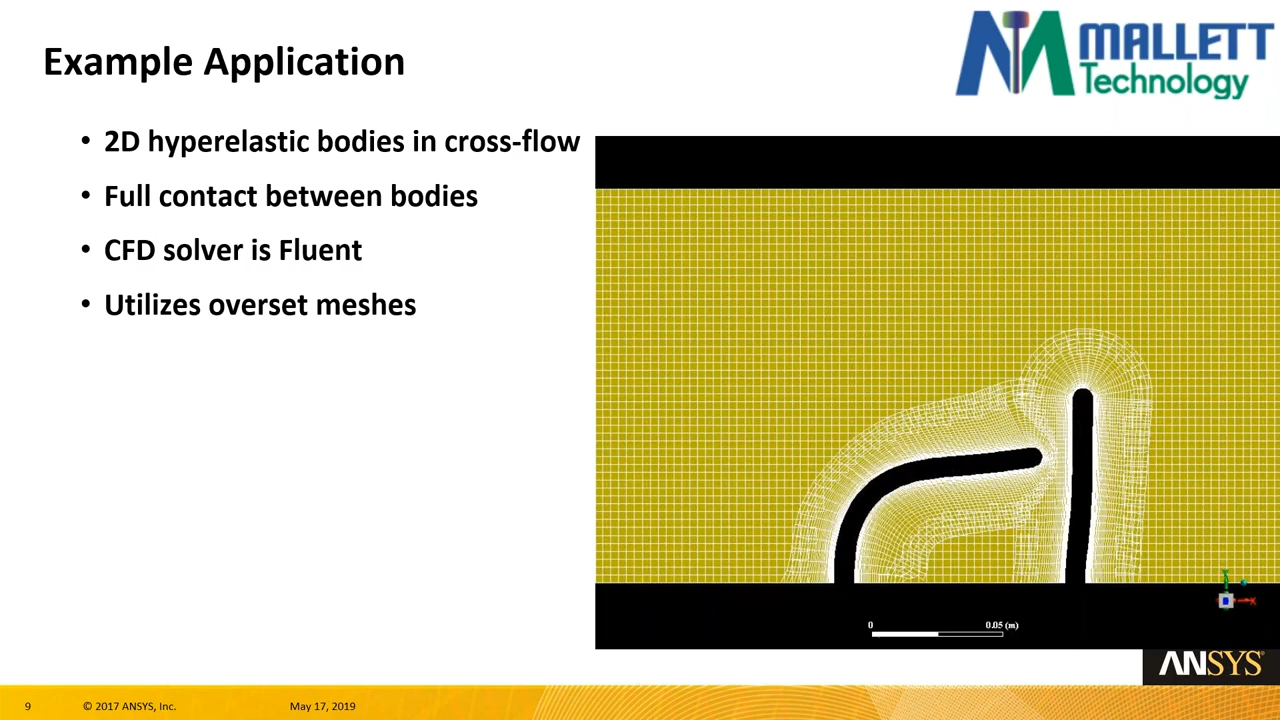 Example Application
MALLETT
Technology
• 2D hyperelastic bodies in cross-flow
• Full contact between bodies
• CFD solver is Fluent
• Utilizes overset meshes
Y
X
0
0.05 (m)
ANSYS
9
© 2017 ANSYS, Inc.
May 17, 2019